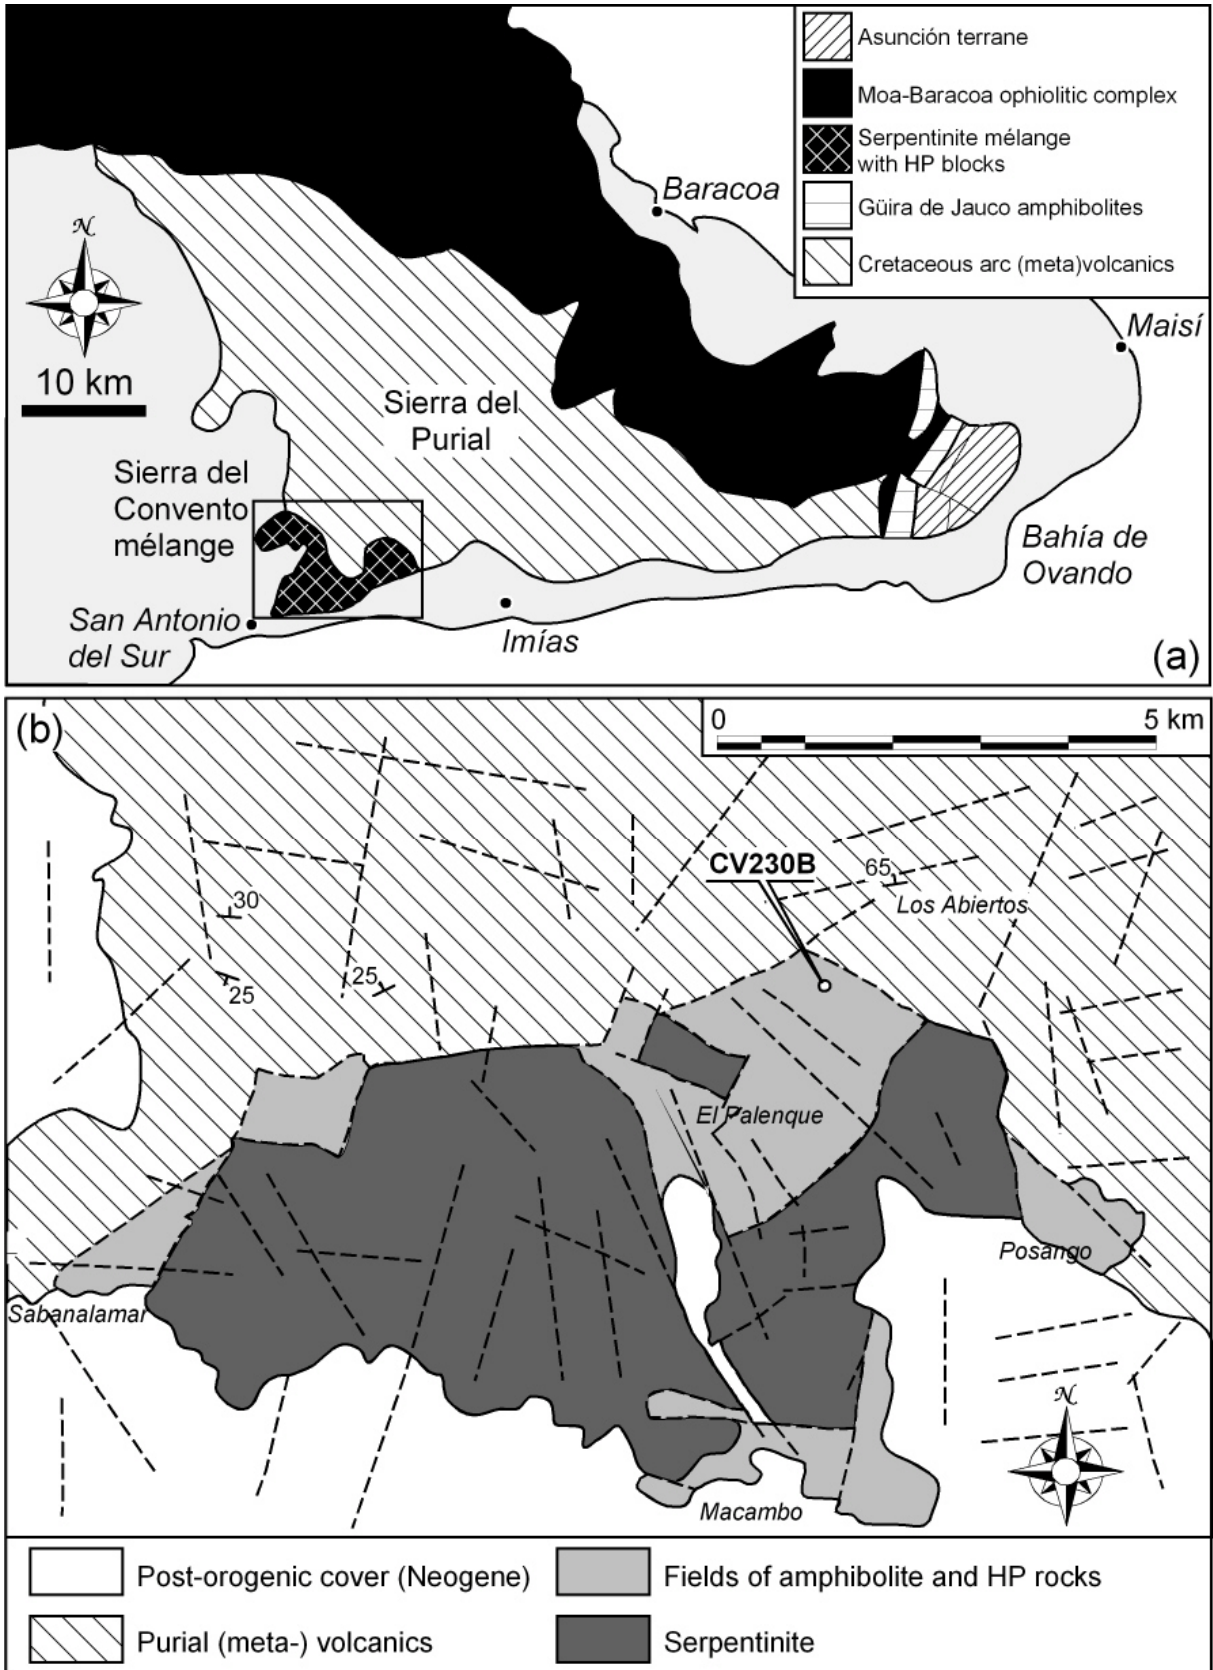 Asunción terrane
Moa-Baracoa ophiolitic complex
Serpentinite mélange
with HP blocks
Güira de Jauco amphibolites
Cretaceous arc (meta)volcanics
Baracoa
N
Maisí
10 km
Sierra del
Purial
Sierra del
Convento
mélange
Bahía de
Ovando
San Antonio
del Sur
Imías
(a)
(b)
0 5 km
CV230B
65
30
Los Abiertos
25
25
El Palenque
Posango
Sabanalamar
N
Macambo
Post-orogenic cover (Neogene)
Fields of amphibolite and HP rocks
Purial (meta-) volcanics
Serpentinite